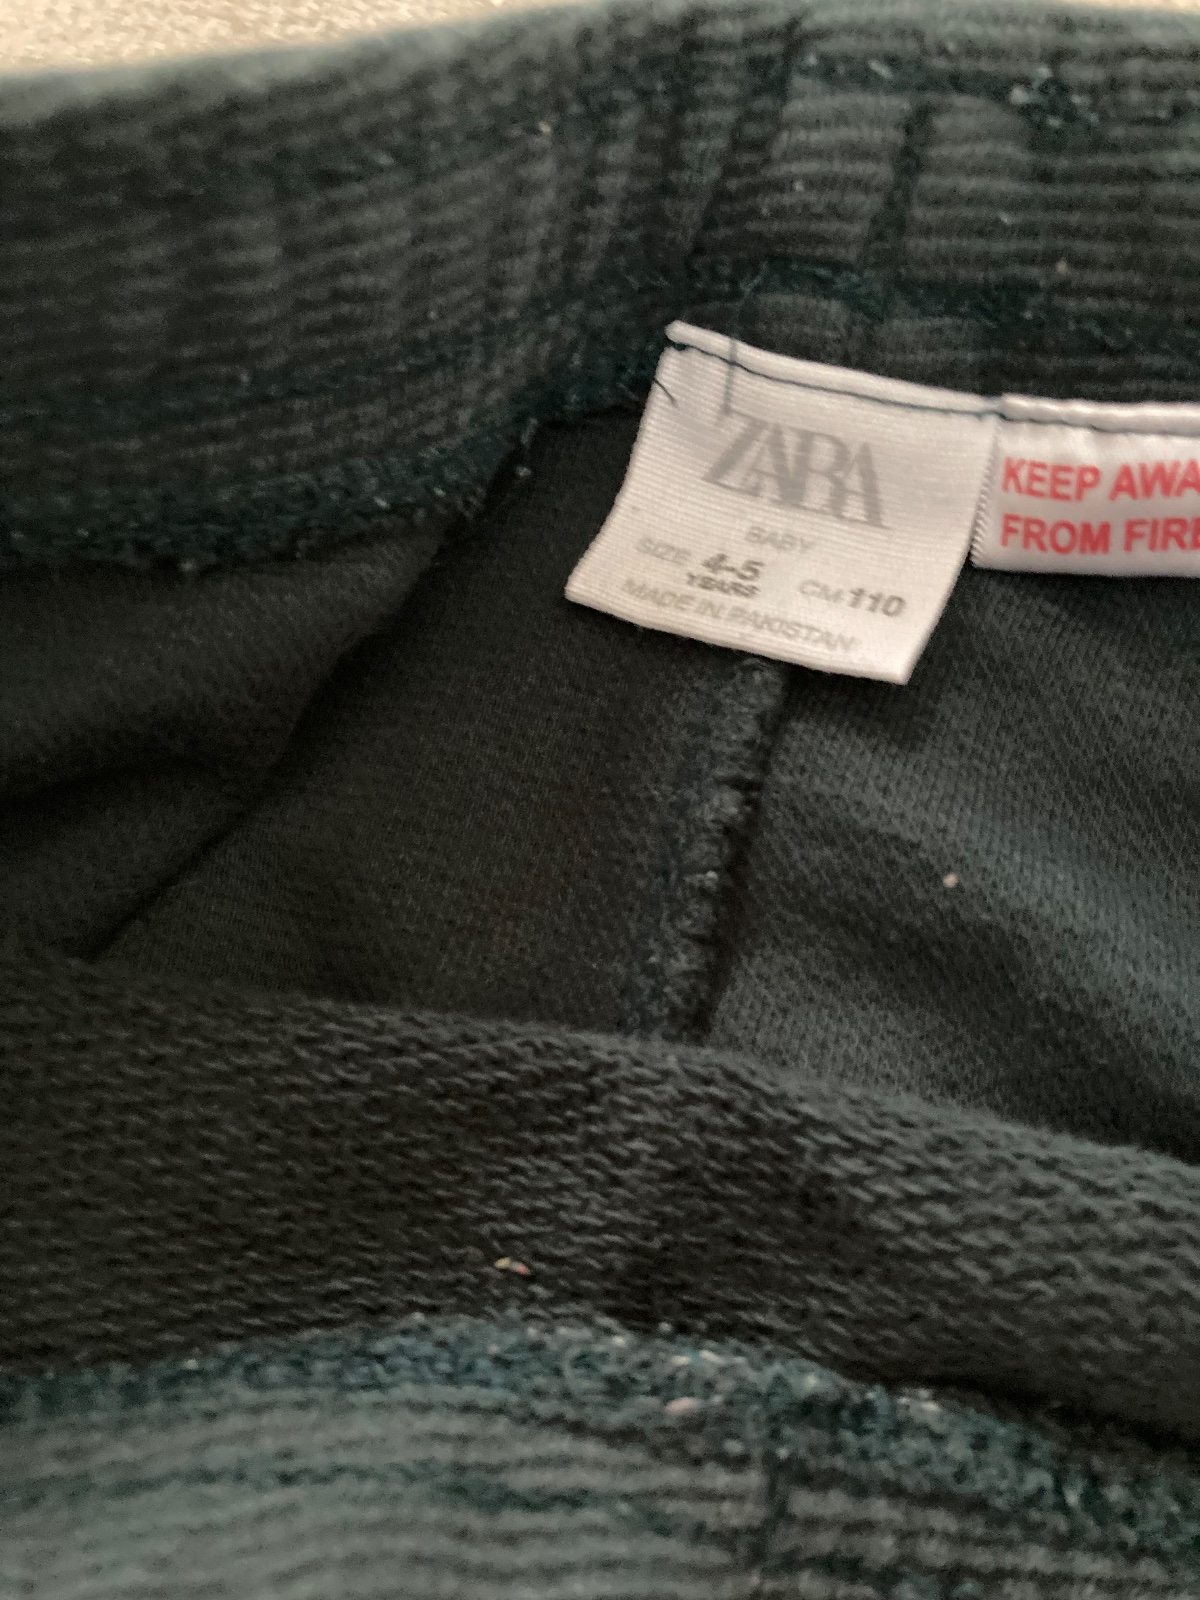 ZARA
BABY
SIZE 4-5 CM 110
YEARS
MADE IN PAKISTAN
KEEP AWA
FROM FIRE